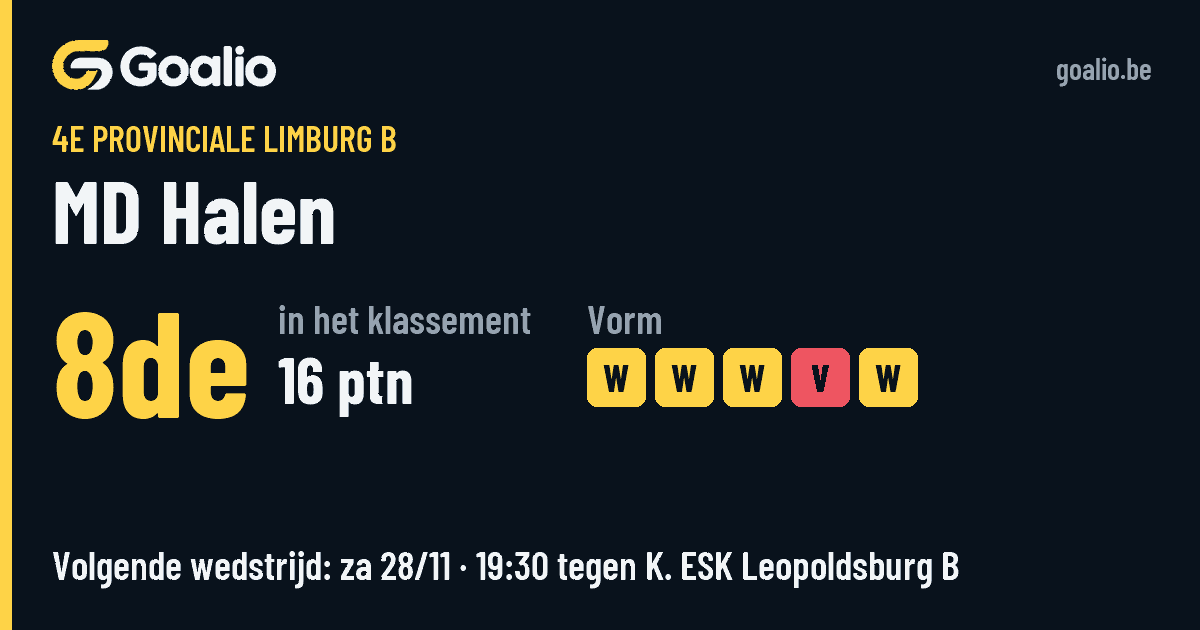 Goalio
goalio.be
4E PROVINCIALE LIMBURG B
MD Halen
8de
in het klassement
16 ptn
Vorm
W W W V W
Volgende wedstrijd: za 28/11 · 19:30 tegen K. ESK Leopoldsburg B